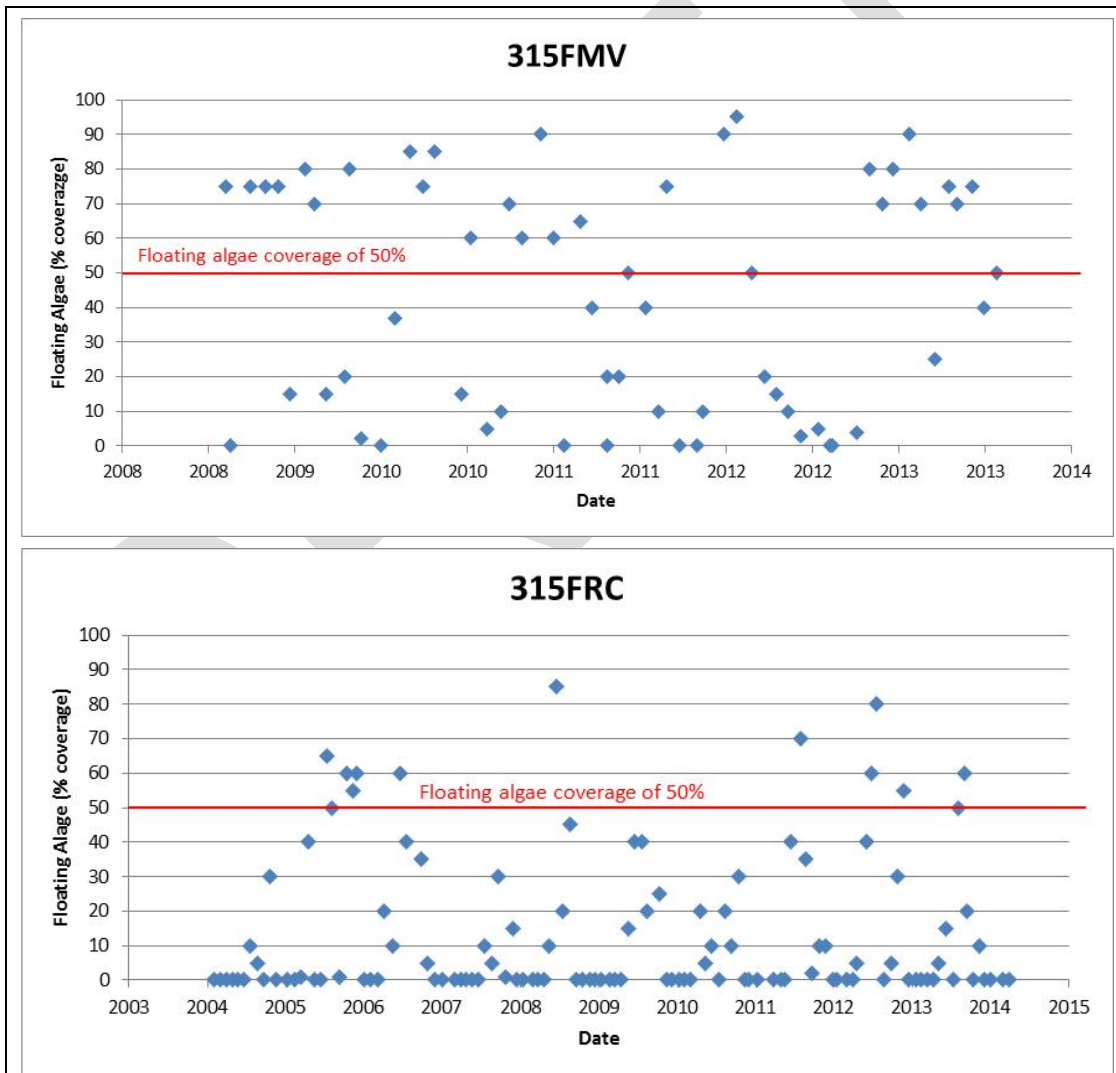 315FMV
100
90
80
70
60
50
40
30
20
10
0
Floating Algae (% coverazge)
Floating algae coverage of 50%
2008 2008 2009 2010 2010 2011 2011 2012 2012 2013 2013 2014
Date
315FRC
100
90
80
70
60
50
40
30
20
10
0
Floating Alage (% coverage)
Floating algae coverage of 50%
2003 2004 2005 2006 2007 2008 2009 2010 2011 2012 2013 2014 2015
Date